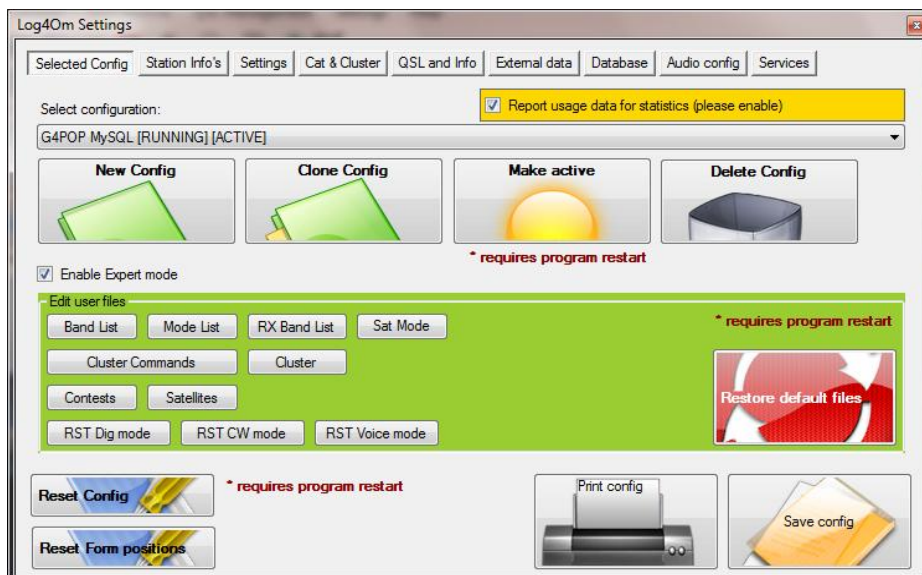 Log4Om Settings
Selected Config Station Info's Settings Cat & Cluster QSL and Info External data Database Audio config Services
Select configuration:
Report usage data for statistics (please enable)
G4POP MySQL [RUNNING] [ACTIVE]
New Config Clone Config Make active Delete Config
* requires program restart
Enable Expert mode
Edit user files
Band List Mode List RX Band List Sat Mode
* requires program restart
Cluster Commands Cluster
Contests Satellites
Restore default files
RST Dig mode RST CW mode RST Voice mode
Reset Config
* requires program restart
Print config
Save config
Reset Form positions